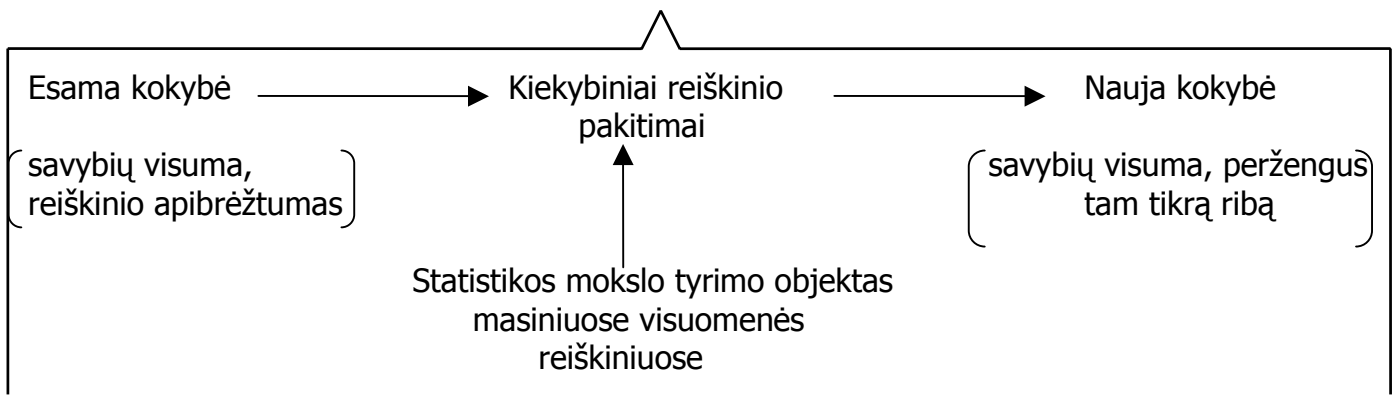 Esama kokybė
Kiekybiniai reiškinio
pakitimai
Nauja kokybė
savybių visuma,
reiškinio apibrėžtumas
savybių visuma, peržengus
tam tikrą ribą
Statistikos mokslo tyrimo objektas
masiniuose visuomenės
reiškiniuose